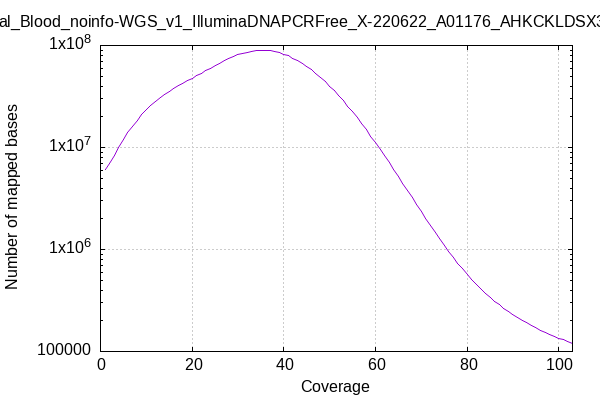 al_Blood_noinfo-WGS_v1_IlluminaDNAPCRFree_X-220622_A01176_AHKCKLDSX3
1x10^8
1x10^7
1x10^6
100000
0 20 40 60 80 100
Coverage
Number of mapped bases